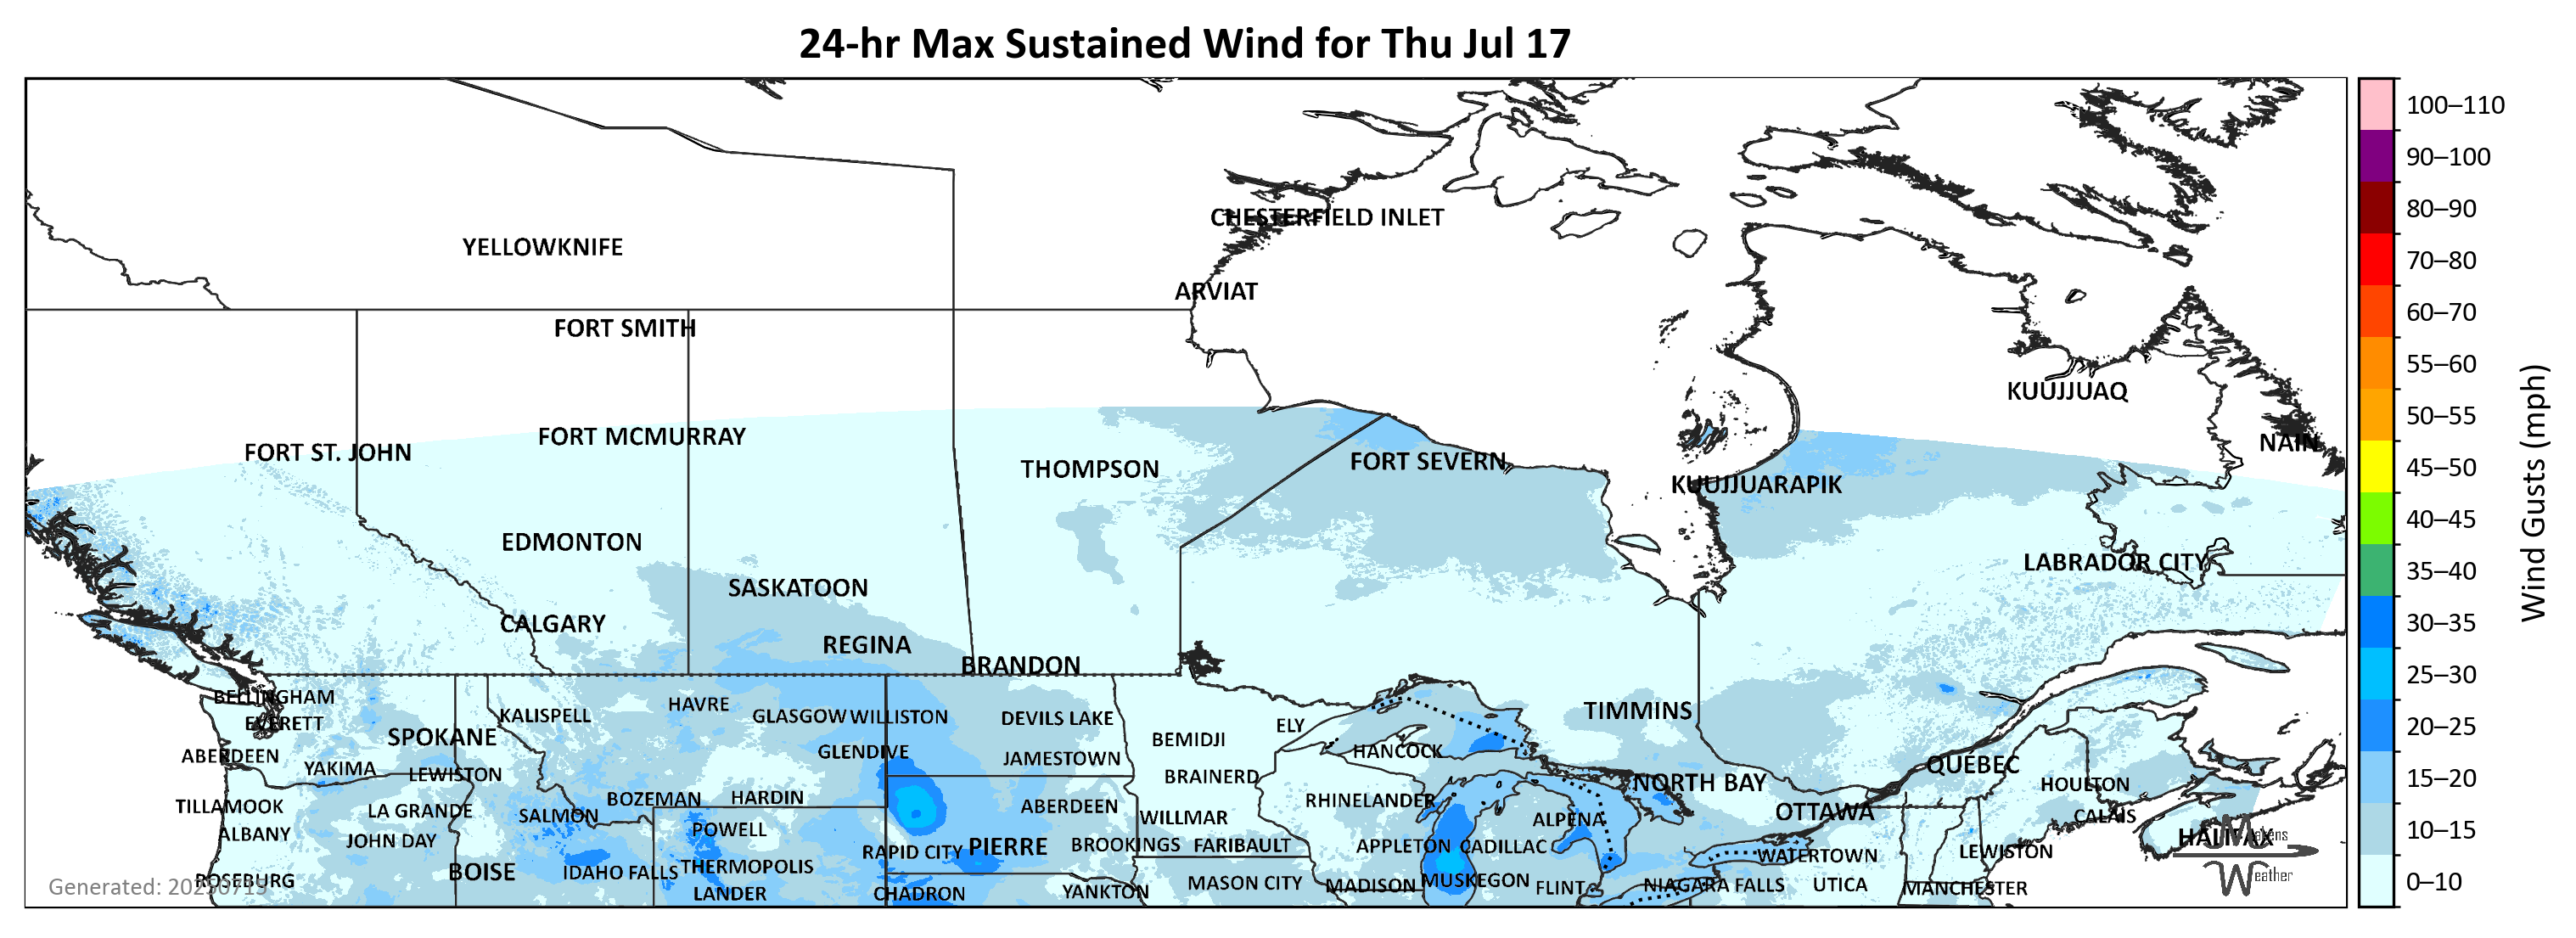 24-hr Max Sustained Wind for Thu Jul 17
100–110
90–100
80–90
70–80
60–70
55–60
50–55
45–50
40–45
35–40
30–35
25–30
20–25
15–20
10–15
0–10
Wind Gusts (mph)
CHESTERFIELD INLET
YELLOWKNIFE
ARVIAT
FORT SMITH
KUUJJUAQ
FORT MCMURRAY
NAIN
FORT ST. JOHN
FORT SEVERN
THOMPSON
KUUJJUARAPIK
EDMONTON
LABRADOR CITY
SASKATOON
CALGARY
REGINA
BRANDON
BELLINGHAM
HAVRE
TIMMINS
KALISPELL
GLASGOW
WILLISTON
DEVILS LAKE
EVERETT
ELY
SPOKANE
BEMIDJI
HANCOCK
GLENDIVE
ABERDEEN
JAMESTOWN
QUÉBEC
YAKIMA
LEWISTON
BRAINERD
NORTH BAY
HOULTON
BOZEMAN
HARDIN
RHINELANDER
TILLAMOOK
ABERDEEN
LA GRANDE
OTTAWA
SALMON
CALAIS
WILLMAR
ALPENA
POWELL
ALBANY
HALIFAX
JOHN DAY
BROOKINGS
FARIBAULT
APPLETON
CADILLAC
PIERRE
RAPID CITY
LEWISTON
WATERTOWN
THERMOPOLIS
BOISE
IDAHO FALLS
ROSEBURG
MUSKEGON
MASON CITY
MADISON
NIAGARA FALLS
UTICA
FLINT
MANCHESTER
YANKTON
LANDER
CHADRON
Weather
Generated: 20250715